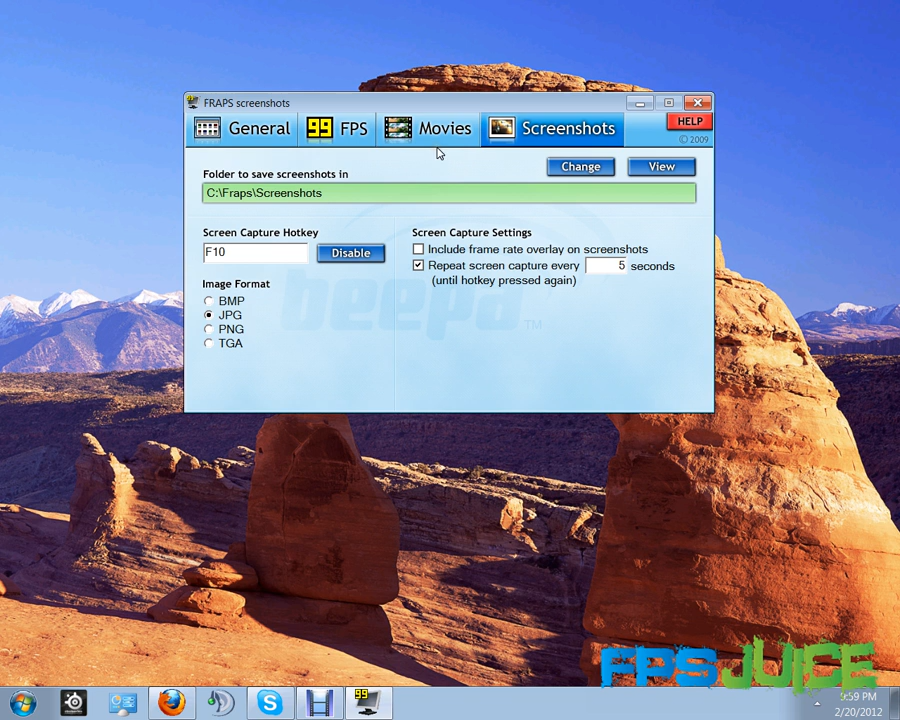 FRAPS screenshots
General
99 FPS
Movies
Screenshots
HELP
© 2009
Folder to save screenshots in
Change
View
C:\Fraps\Screenshots
Screen Capture Hotkey
F10
Disable
Screen Capture Settings
Include frame rate overlay on screenshots
Repeat screen capture every 5 seconds
(until hotkey pressed again)
Image Format
BMP
JPG
PNG
TGA
beepa TM
FPSJUICE
99
9:59 PM
2/20/2012